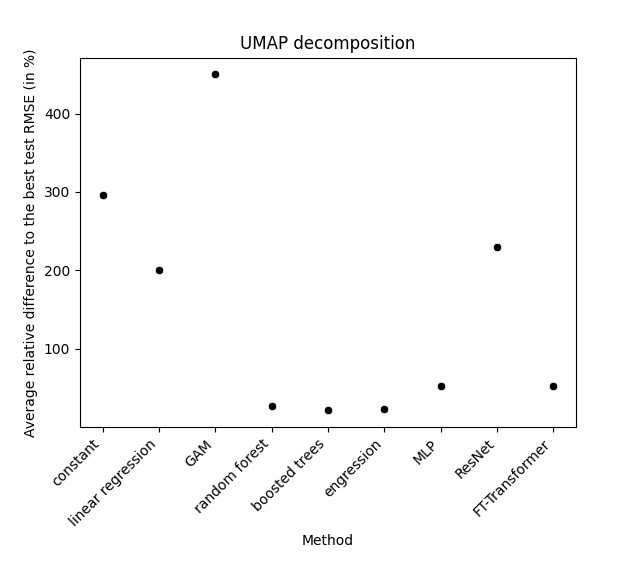 UMAP decomposition
Average relative difference to the best test RMSE (in %)
400
300
200
100
constant
linear regression
GAM
random forest
boosted trees
engression
MLP
ResNet
FT-Transformer
Method